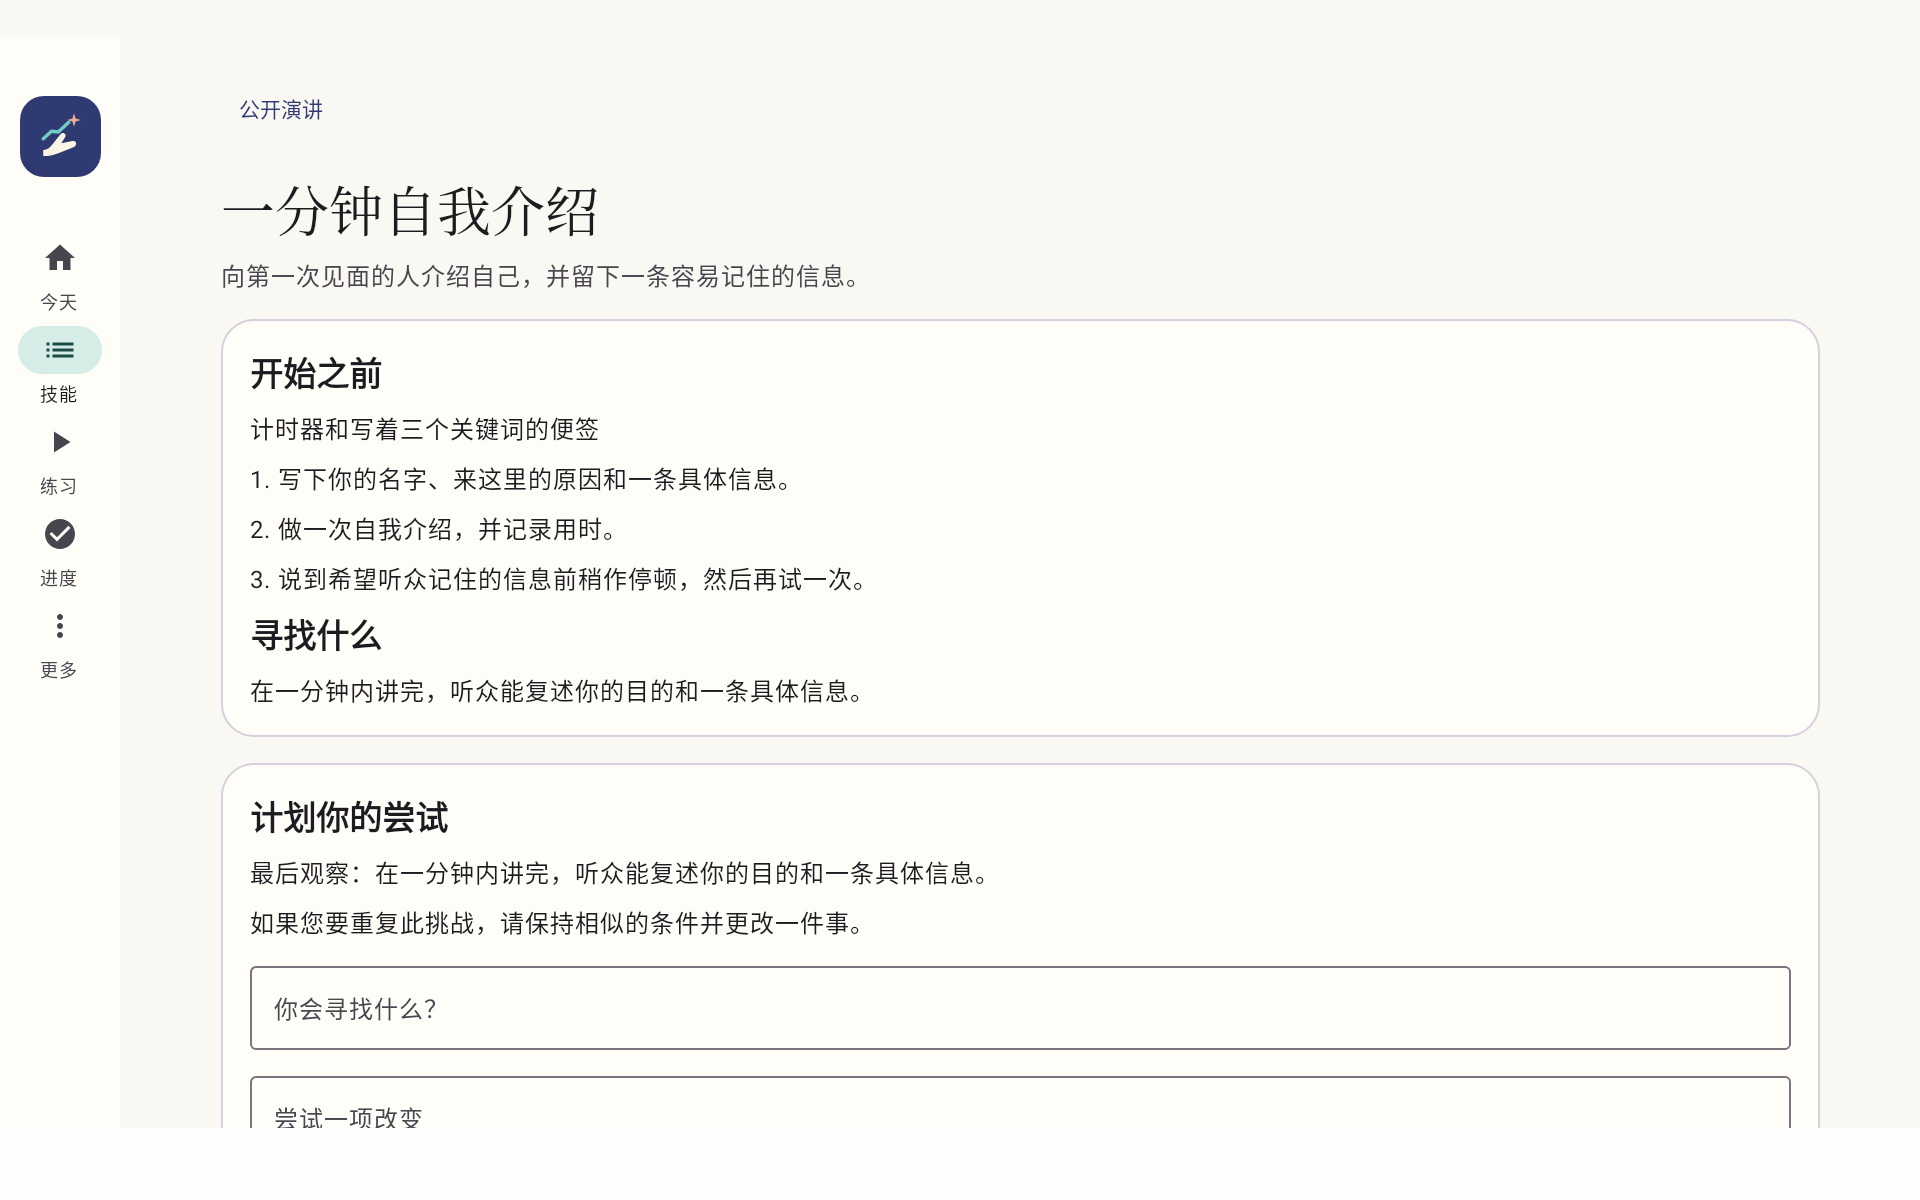 公开演讲
一分钟自我介绍
向第一次见面的人介绍自己，并留下一条容易记住的信息。
今天
技能
练习
进度
更多
开始之前
计时器和写着三个关键词的便签
1. 写下你的名字、来这里的原因和一条具体信息。
2. 做一次自我介绍，并记录用时。
3. 说到希望听众记住的信息前稍作停顿，然后再试一次。
寻找什么
在一分钟内讲完，听众能复述你的目的和一条具体信息。
计划你的尝试
最后观察：在一分钟内讲完，听众能复述你的目的和一条具体信息。
如果您要重复此挑战，请保持相似的条件并更改一件事。
你会寻找什么？
尝试一项改变